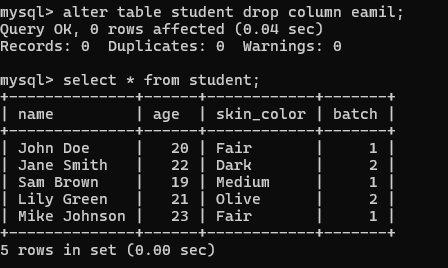 mysql> alter table student drop column eamil;
Query OK, 0 rows affected (0.04 sec)
Records: 0  Duplicates: 0  Warnings: 0

mysql> select * from student;
+--------------+------+------------+-------+
| name         | age  | skin_color | batch |
+--------------+------+------------+-------+
| John Doe     |   20 | Fair       |     1 |
| Jane Smith   |   22 | Dark       |     2 |
| Sam Brown    |   19 | Medium     |     1 |
| Lily Green   |   21 | Olive      |     2 |
| Mike Johnson |   23 | Fair       |     1 |
+--------------+------+------------+-------+
5 rows in set (0.00 sec)